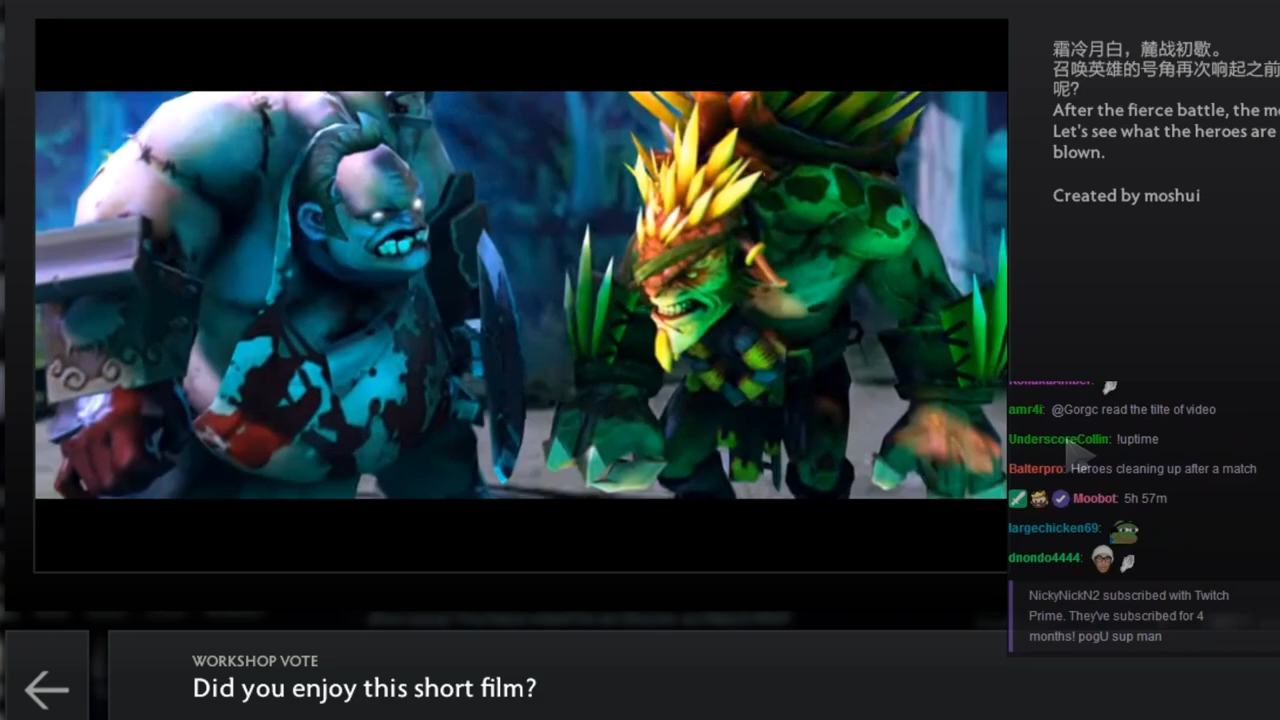 霜冷月白，麓战初歇。
召唤英雄的号角再次响起之前
呢?
After the fierce battle, the m
Let's see what the heroes are
blown.
Created by moshui
amr4i: @Gorgc read the tilte of video
UnderscoreCollin: !uptime
Balterpro: Heroes cleaning up after a match
Moobot: 5h 57m
largechicken69:
dnondo4444:
NickyNickN2 subscribed with Twitch
Prime. They've subscribed for 4
months! pogU sup man
WORKSHOP VOTE
Did you enjoy this short film?